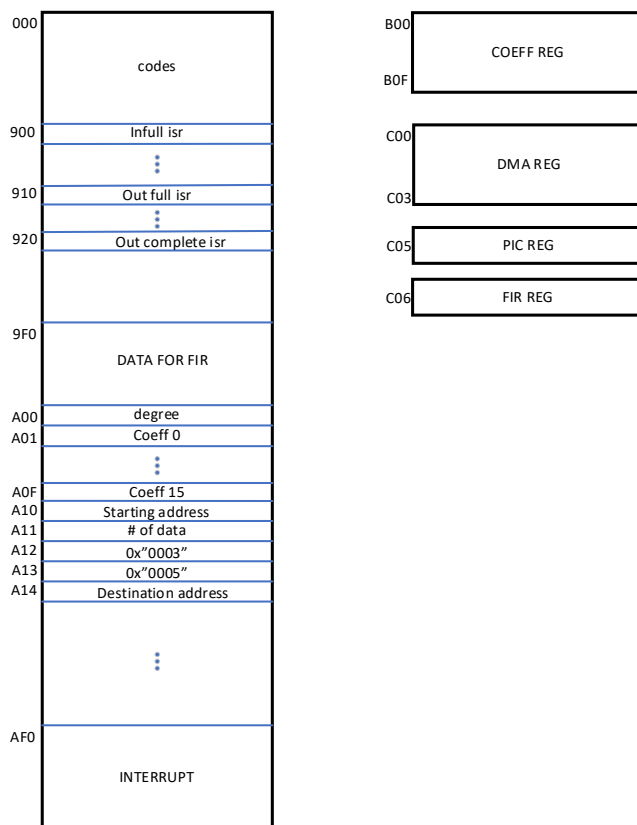 000
codes
900
Infull isr
910
Out full isr
920
Out complete isr
9F0
DATA FOR FIR
A00
degree
A01
Coeff 0
A0F
Coeff 15
A10
Starting address
A11
# of data
A12
0x”0003”
A13
0x”0005”
A14
Destination address
AF0
INTERRUPT
B00
COEFF REG
B0F
C00
DMA REG
C03
C05
PIC REG
C06
FIR REG